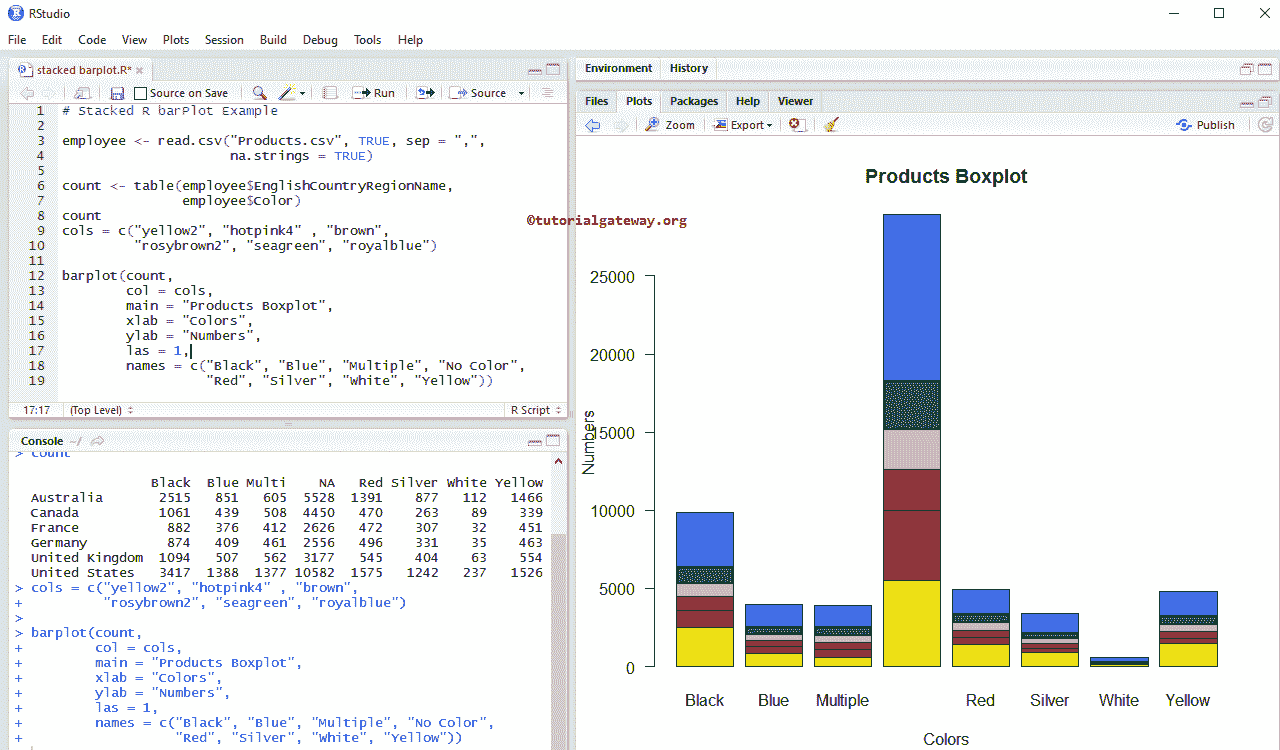 RStudio
File Edit Code View Plots Session Build Debug Tools Help
stacked barplot.R*
Source on Save Run Source
1 # Stacked R barPlot Example
2
3 employee <- read.csv("Products.csv", TRUE, sep = ",",
4 na.strings = TRUE)
5
6 count <- table(employee$EnglishCountryRegionName,
7 employee$Color)
8 count
9 cols = c("yellow2", "hotpink4" , "brown",
10 "rosybrown2", "seagreen", "royalblue")
11
12 barplot(count,
13 col = cols,
14 main = "Products Boxplot",
15 xlab = "Colors",
16 ylab = "Numbers",
17 las = 1,
18 names = c("Black", "Blue", "Multiple", "No Color",
19 "Red", "Silver", "White", "Yellow"))
17:17 (Top Level) R Script
Console ~/
> count
Black Blue Multi NA Red Silver White Yellow
Australia 2515 851 605 5528 1391 877 112 1466
Canada 1061 439 508 4450 470 263 89 339
France 882 376 412 2626 472 307 32 451
Germany 874 409 461 2556 496 331 35 463
United Kingdom 1094 507 562 3177 545 404 63 554
United States 3417 1388 1377 10582 1575 1242 237 1526
> cols = c("yellow2", "hotpink4" , "brown",
+ "rosybrown2", "seagreen", "royalblue")
>
> barplot(count,
+ col = cols,
+ main = "Products Boxplot",
+ xlab = "Colors",
+ ylab = "Numbers",
+ las = 1,
+ names = c("Black", "Blue", "Multiple", "No Color",
+ "Red", "Silver", "White", "Yellow"))
Environment History
Files Plots Packages Help Viewer
Zoom Export Publish
Products Boxplot
©tutorialgateway.org
25000
20000
15000
10000
5000
0
Numbers
Black Blue Multiple Red Silver White Yellow
Colors